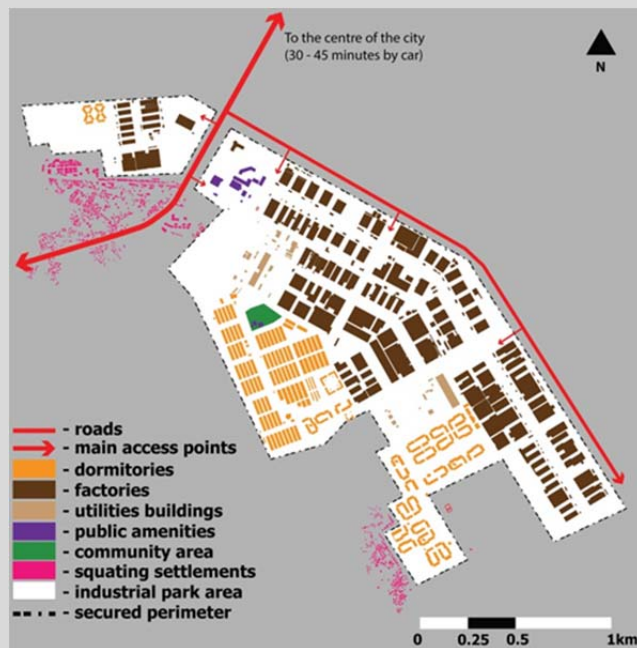 To the centre of the city
(30 - 45 minutes by car)
N
- roads
- main access points
- dormitories
- factories
- utilities buildings
- public amenities
- community area
- squating settlements
- industrial park area
- secured perimeter
0 0.25 0.5 1km